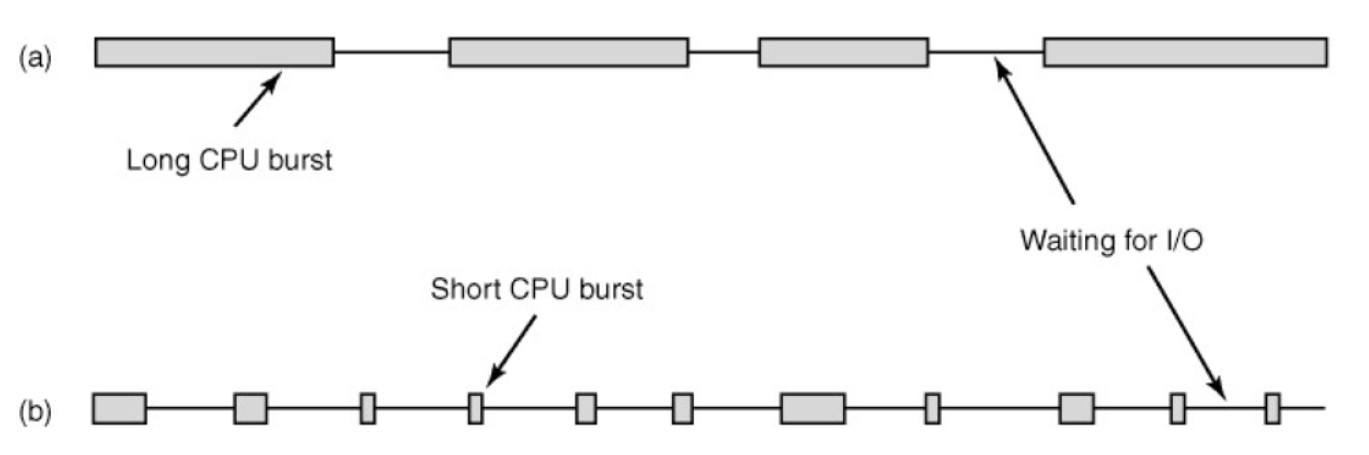 (a)
Long CPU burst
Waiting for I/O
Short CPU burst
(b)